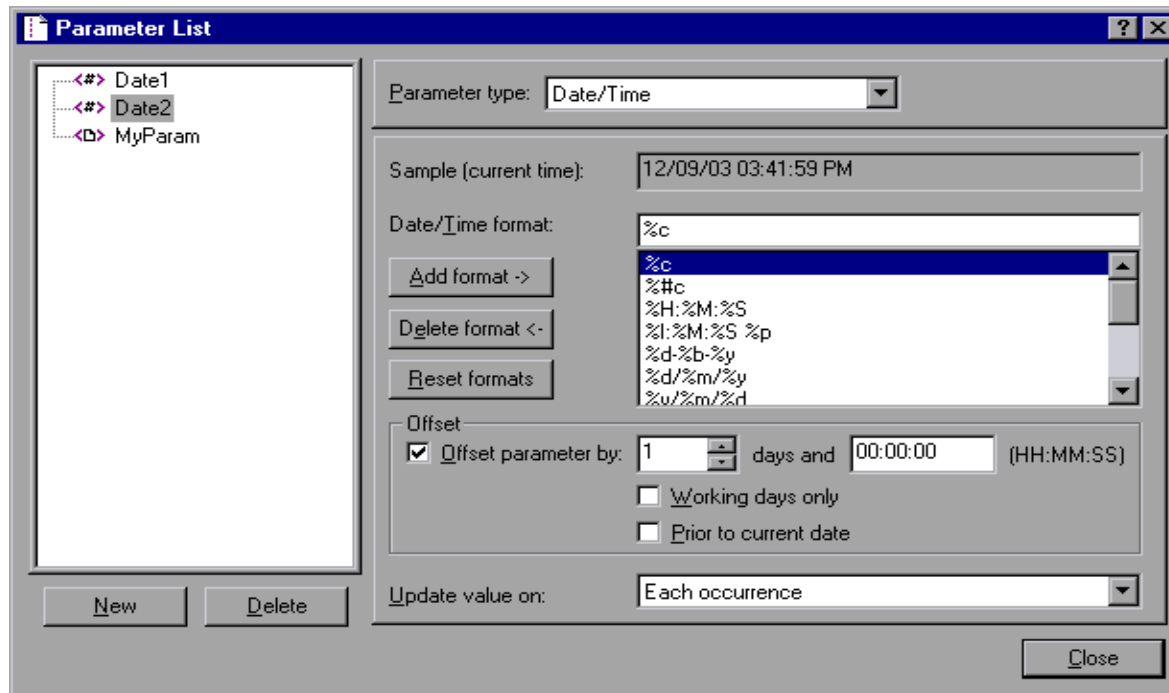 Parameter List
<#> Date1
<#> Date2
MyParam
New
Delete
Parameter type: Date/Time
Sample (current time): 12/09/03 03:41:59 PM
Date/Time format: %c
Add format ->
Delete format <-
Reset formats
%c
%#c
%H:%M:%S
%I:%M:%S %p
%d-%b-%y
%d/%m/%y
%y/%m/%d
Offset
Offset parameter by: 1 days and 00:00:00 (HH:MM:SS)
Working days only
Prior to current date
Update value on: Each occurrence
Close